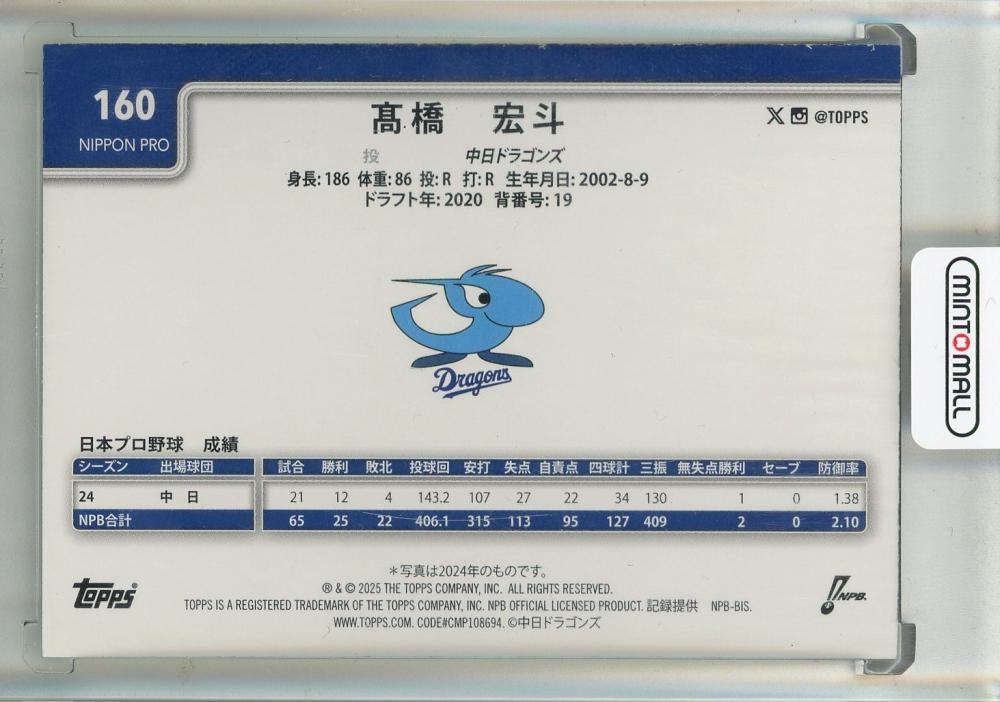 160
NIPPON PRO
髙橋 宏斗
@TOPPS
投 中日ドラゴンズ
身長: 186 体重: 86 投: R 打: R 生年月日: 2002-8-9
ドラフト年: 2020 背番号: 19
Dragons
MINTOMALL
日本プロ野球 成績
シーズン 出場球団 試合 勝利 敗北 投球回 安打 失点 自責点 四球計 三振 無失点勝利 セーブ 防御率
24 中 日 21 12 4 143.2 107 27 22 34 130 1 0 1.38
NPB合計 65 25 22 406.1 315 113 95 127 409 2 0 2.10
＊写真は2024年のものです。
® & © 2025 THE TOPPS COMPANY, INC. ALL RIGHTS RESERVED.
TOPPS IS A REGISTERED TRADEMARK OF THE TOPPS COMPANY, INC. NPB OFFICIAL LICENSED PRODUCT. 記録提供 NPB-BIS.
WWW.TOPPS.COM. CODE#CMP108694. ©中日ドラゴンズ
TOPPS
NPB.